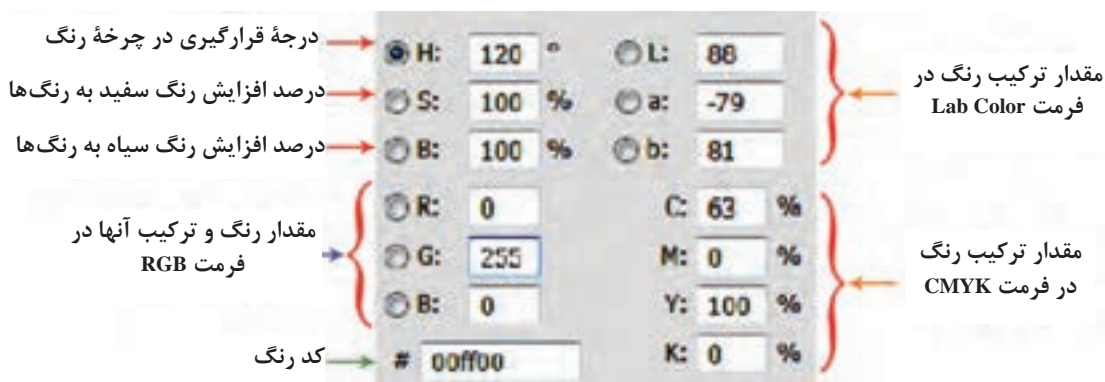 درجهٔ قرارگیری در چرخهٔ رنگ
درصد افزایش رنگ سفید به رنگ‌ها
درصد افزایش رنگ سیاه به رنگ‌ها
مقدار رنگ و ترکیب آنها در
فرمت RGB
کد رنگ
H: 120 °
S: 100 %
B: 100 %
R: 0
G: 255
B: 0
# 00ff00
L: 88
a: -79
b: 81
C: 63 %
M: 0 %
Y: 100 %
K: 0 %
مقدار ترکیب رنگ در
فرمت Lab Color
مقدار ترکیب رنگ
در فرمت CMYK